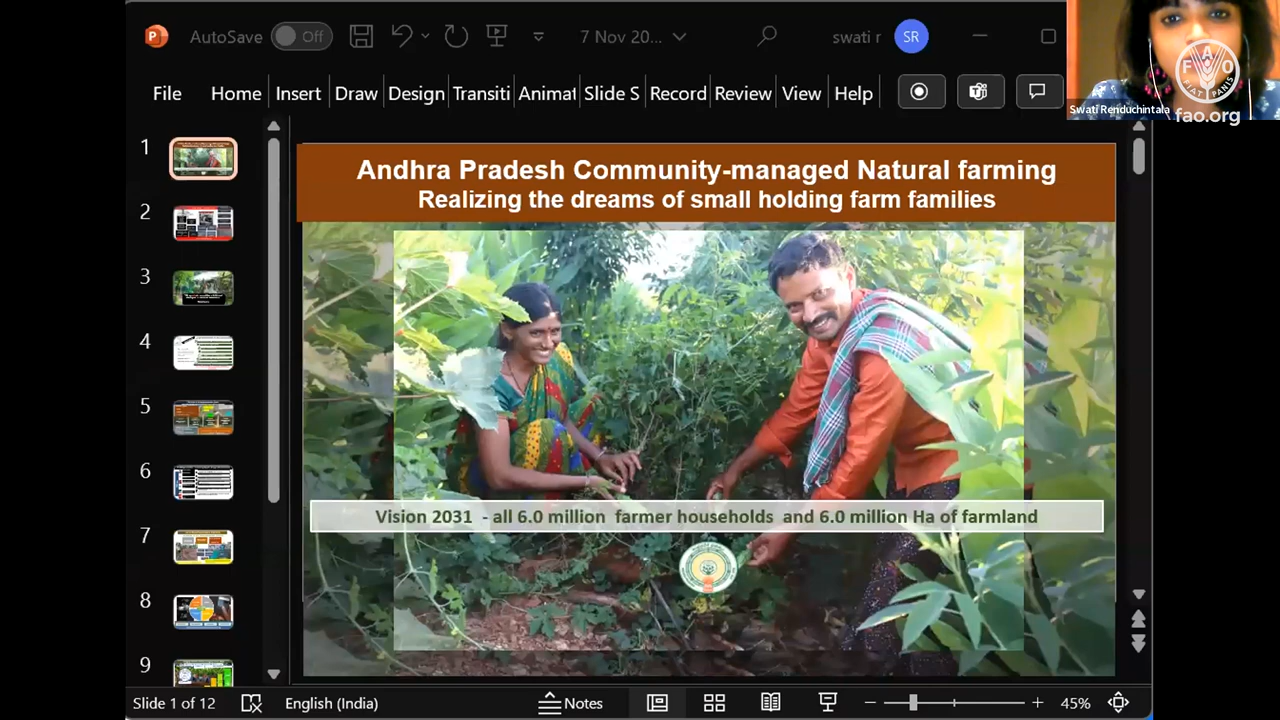 AutoSave
Off
7 Nov 20...
swati r
SR
File
Home
Insert
Draw
Design
Transiti
Animat
Slide S
Record
Review
View
Help
Swati Renduchintala
F A O
FIAT PANIS
fao.org
1
2
3
4
5
6
7
8
9
Andhra Pradesh Community-managed Natural farming
Realizing the dreams of small holding farm families
Vision 2031 - all 6.0 million farmer households and 6.0 million Ha of farmland
Slide 1 of 12
English (India)
Notes
45%